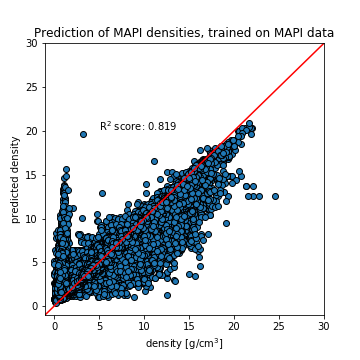 Prediction of MAPI densities, trained on MAPI data
30
25
20
15
10
5
0
R² score: 0.819
predicted density
0 5 10 15 20 25 30
density [g/cm³]